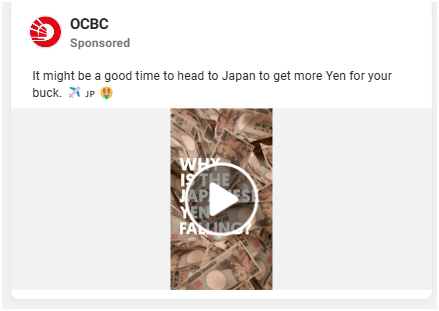 OCBC
Sponsored
It might be a good time to head to Japan to get more Yen for your
buck. ✈️ JP 🤑
WHY
IS THE
JAPANESE
YEN
FALLING?